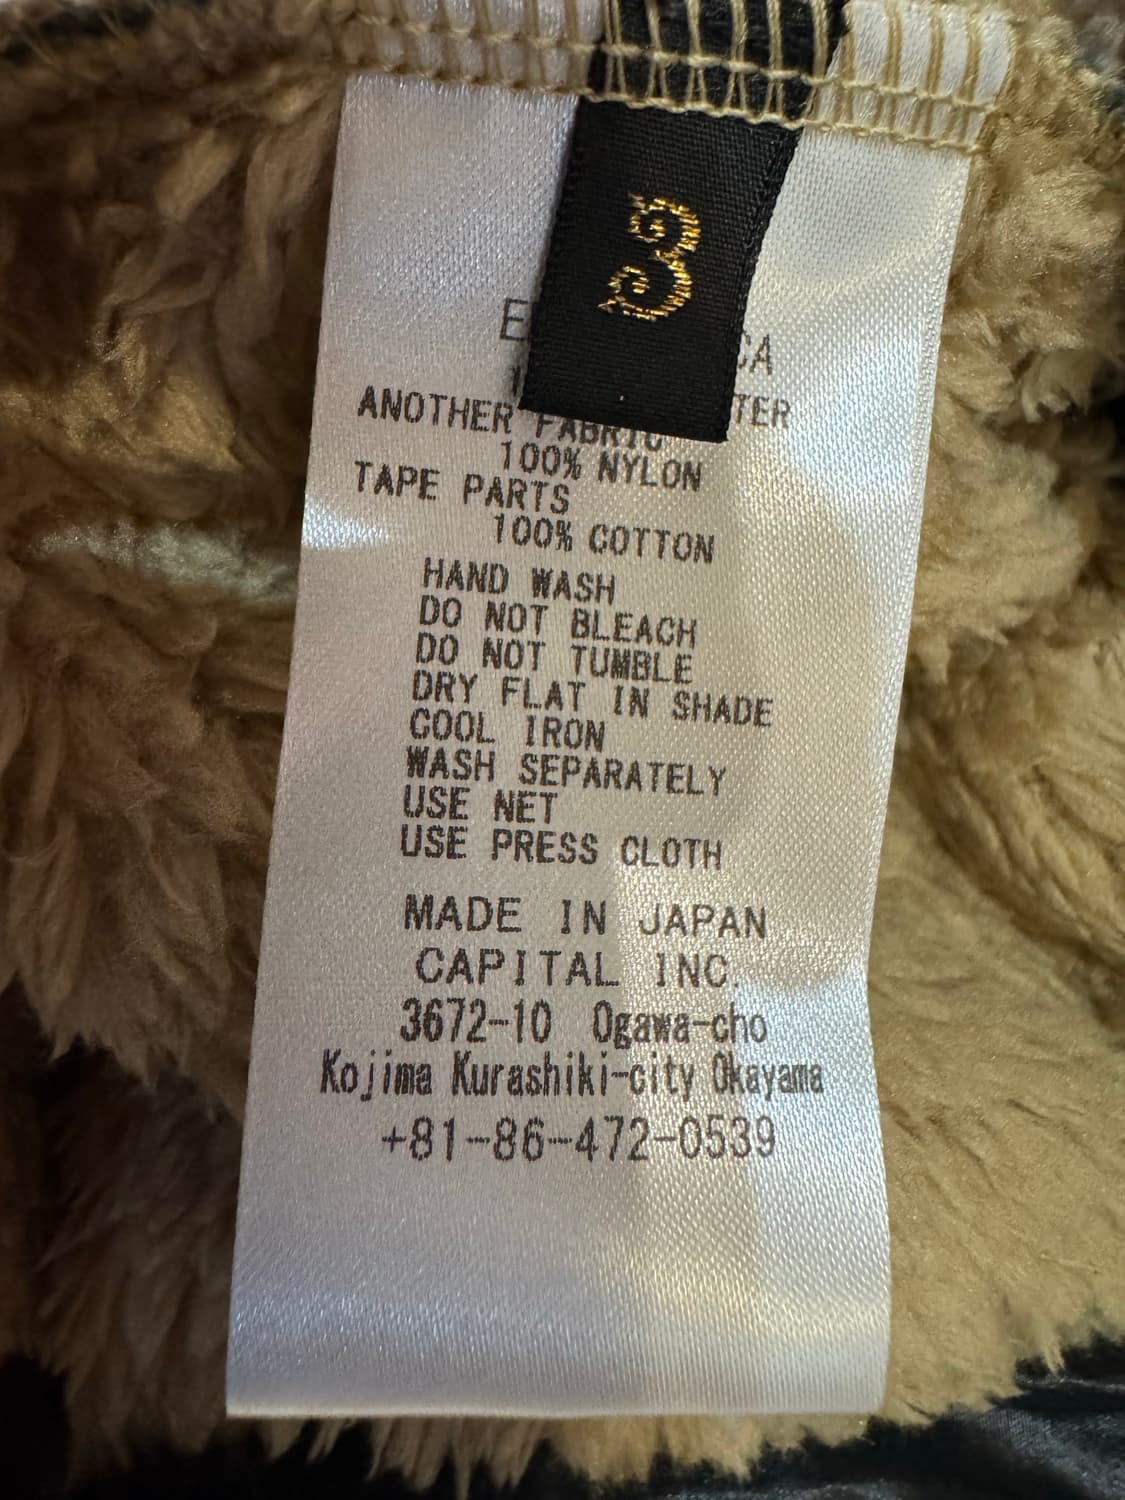 3
ANOTHER FABRIC
100% NYLON
TAPE PARTS
100% COTTON
HAND WASH
DO NOT BLEACH
DO NOT TUMBLE
DRY FLAT IN SHADE
COOL IRON
WASH SEPARATELY
USE NET
USE PRESS CLOTH
MADE IN JAPAN
CAPITAL INC.
3672-10 Ogawa-cho
Kojima Kurashiki-city Okayama
+81-86-472-0539